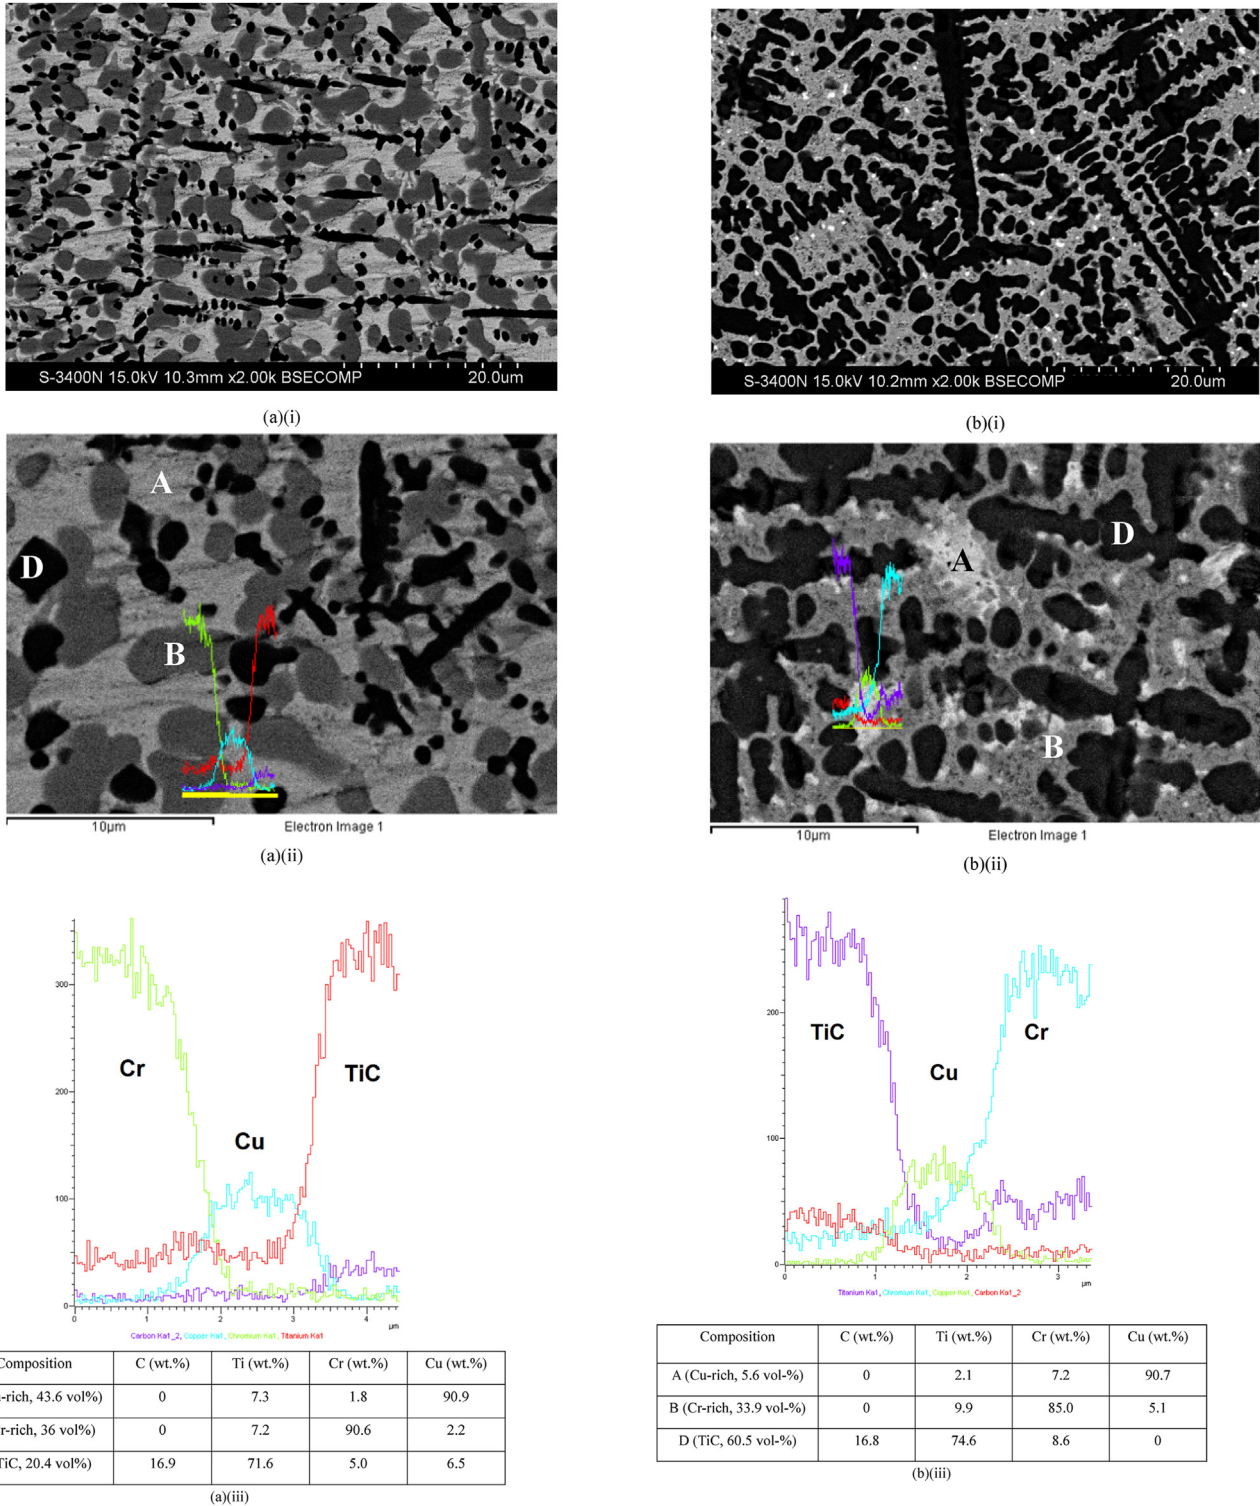 S-3400N 15.0kV 10.3mm x2.00k BSECOMP 20.0um
(a)(i)
S-3400N 15.0kV 10.2mm x2.00k BSECOMP 20.0um
(b)(i)
A
D
B
10µm Electron Image 1
(a)(ii)
D
A
B
10µm Electron Image 1
(b)(ii)
300
200
100
0
Cr
Cu
TiC
0 1 2 3 4 µm
Carbon Ka1_2, Copper Ka1, Chromium Ka1, Titanium Ka1
Composition C (wt.%) Ti (wt.%) Cr (wt.%) Cu (wt.%)
-rich, 43.6 vol%) 0 7.3 1.8 90.9
r-rich, 36 vol%) 0 7.2 90.6 2.2
TiC, 20.4 vol%) 16.9 71.6 5.0 6.5
(a)(iii)
200
100
0
TiC
Cu
Cr
0 1 2 3 µm
Titanium Ka1, Chromium Ka1, Copper Ka1, Carbon Ka1_2
Composition C (wt.%) Ti (wt.%) Cr (wt.%) Cu (wt.%)
A (Cu-rich, 5.6 vol-%) 0 2.1 7.2 90.7
B (Cr-rich, 33.9 vol-%) 0 9.9 85.0 5.1
D (TiC, 60.5 vol-%) 16.8 74.6 8.6 0
(b)(iii)